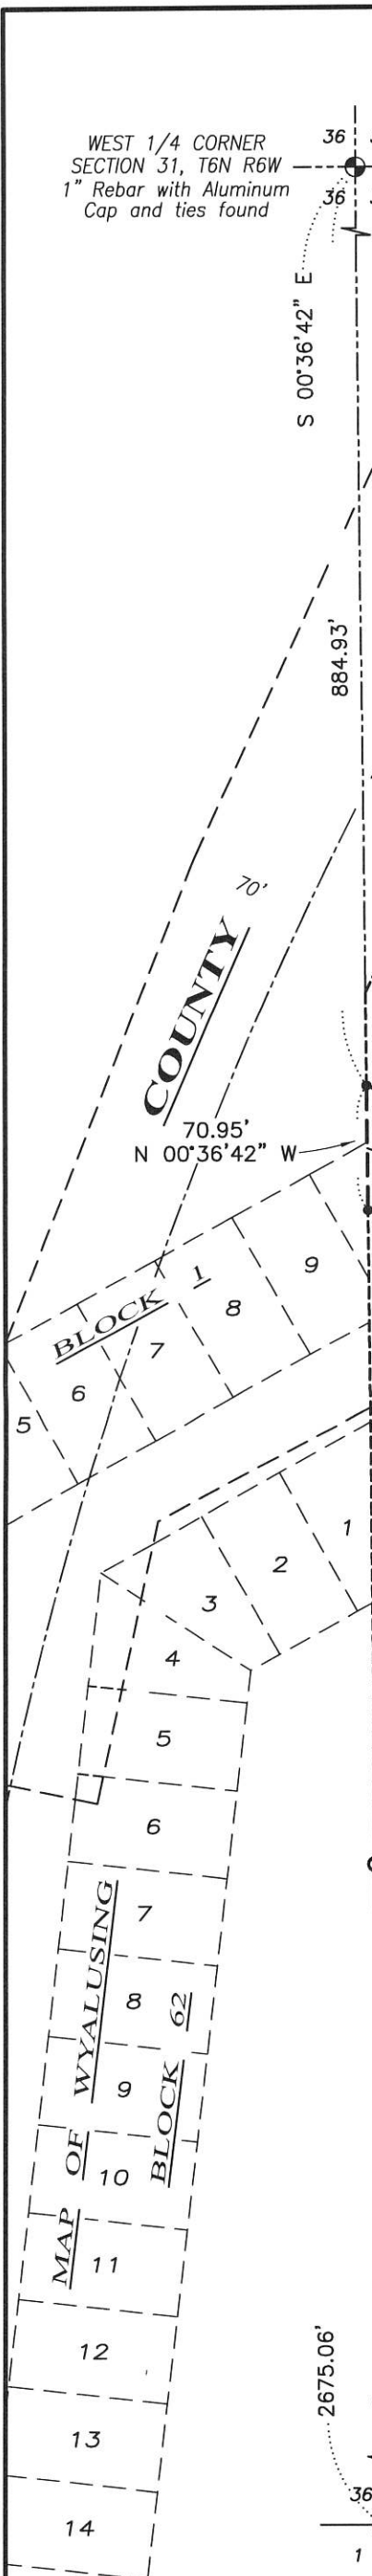 WEST 1/4 CORNER
SECTION 31, T6N R6W
1" Rebar with Aluminum
Cap and ties found
36
36
S 00°36'42" E
884.93'
70'
COUNTY
70.95'
N 00°36'42" W
BLOCK 1
9
8
7
6
5
1
2
3
4
5
6
7
8
9
10
11
12
13
14
MAP OF WYALUSING
BLOCK 62
2675.06'
36
1